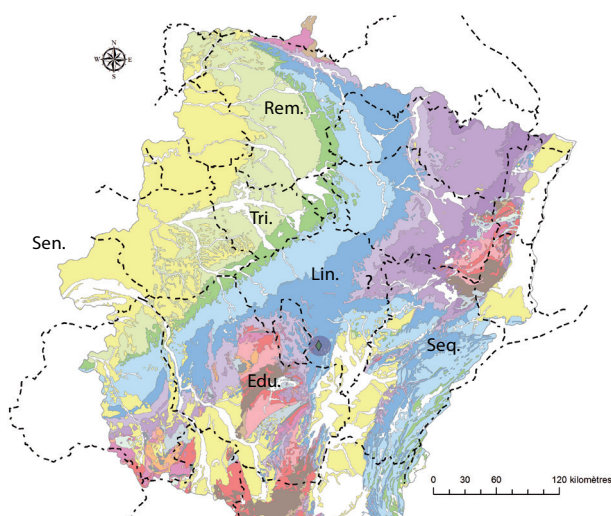 N
W E
S
Rem.
Tri.
Sen.
Lin.
?
Seq.
Edu.
0 30 60 120 kilomètres